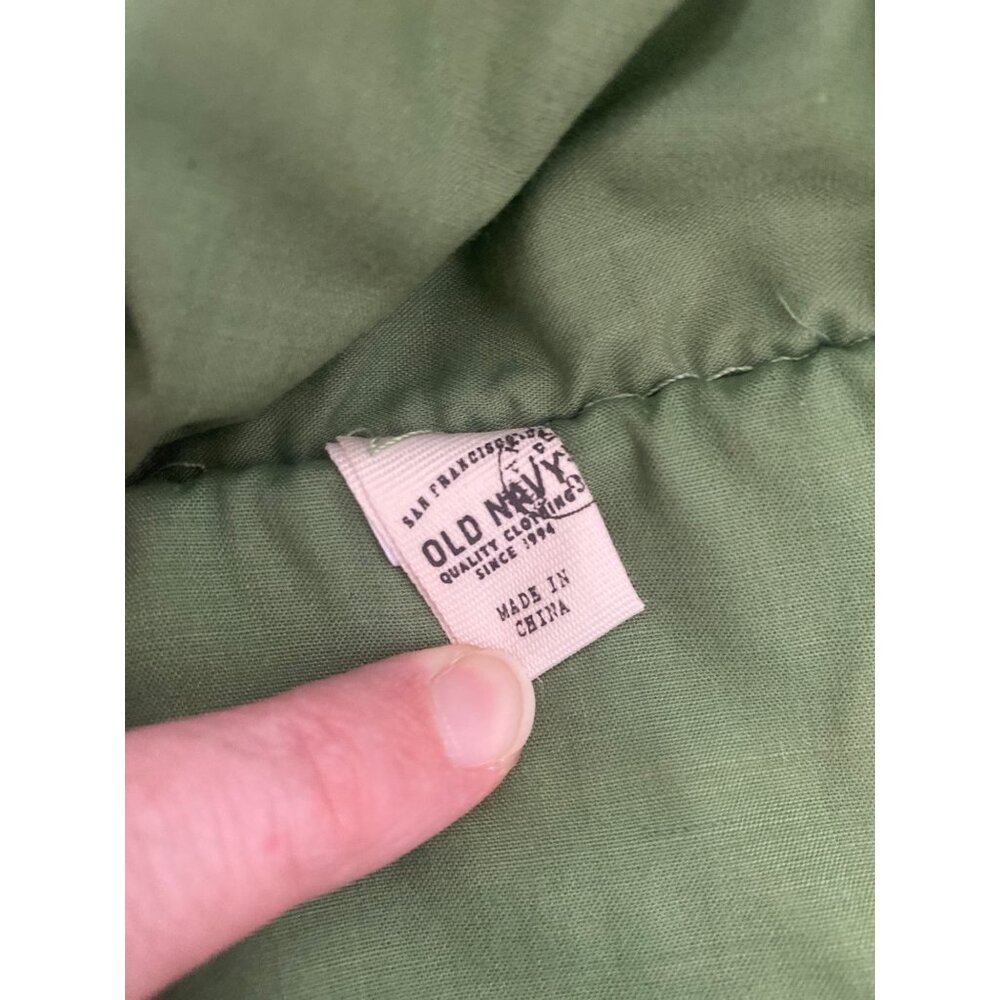 SAN FRANCISCO
OLD NAVY
QUALITY CLOTHING
SINCE 1994
MADE IN
CHINA